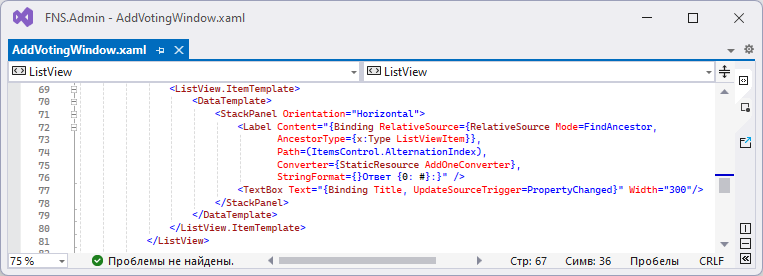 FNS.Admin - AddVotingWindow.xaml
AddVotingWindow.xaml
ListView
ListView
69 <ListView.ItemTemplate>
70 <DataTemplate>
71 <StackPanel Orientation="Horizontal">
72 <Label Content="{Binding RelativeSource={RelativeSource Mode=FindAncestor,
73 AncestorType={x:Type ListViewItem}},
74 Path=(ItemsControl.AlternationIndex),
75 Converter={StaticResource AddOneConverter},
76 StringFormat={}Ответ {0: #}:}" />
77 <TextBox Text="{Binding Title, UpdateSourceTrigger=PropertyChanged}" Width="300"/>
78 </StackPanel>
79 </DataTemplate>
80 </ListView.ItemTemplate>
81 </ListView>
75 %
Проблемы не найдены.
Стр: 67
Симв: 36
Пробелы
CRLF